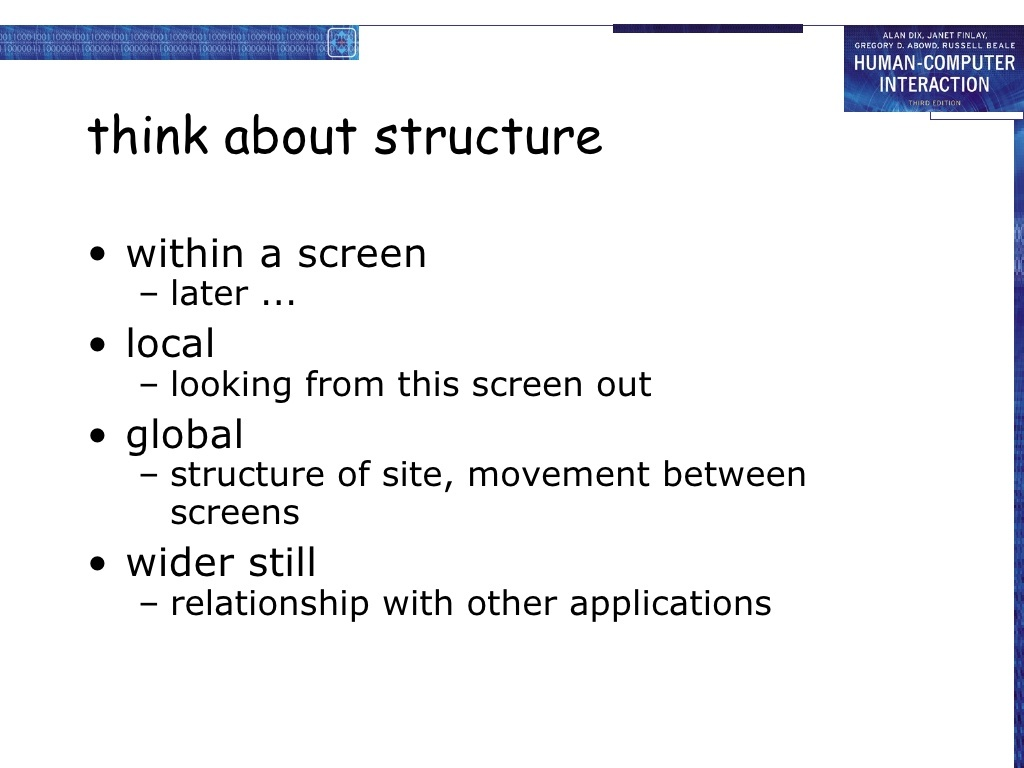 ALAN DIX, JANET FINLAY,
GREGORY D. ABOWD, RUSSELL BEALE
HUMAN-COMPUTER
INTERACTION
THIRD EDITION
think about structure
• within a screen
– later ...
• local
– looking from this screen out
• global
– structure of site, movement between
screens
• wider still
– relationship with other applications